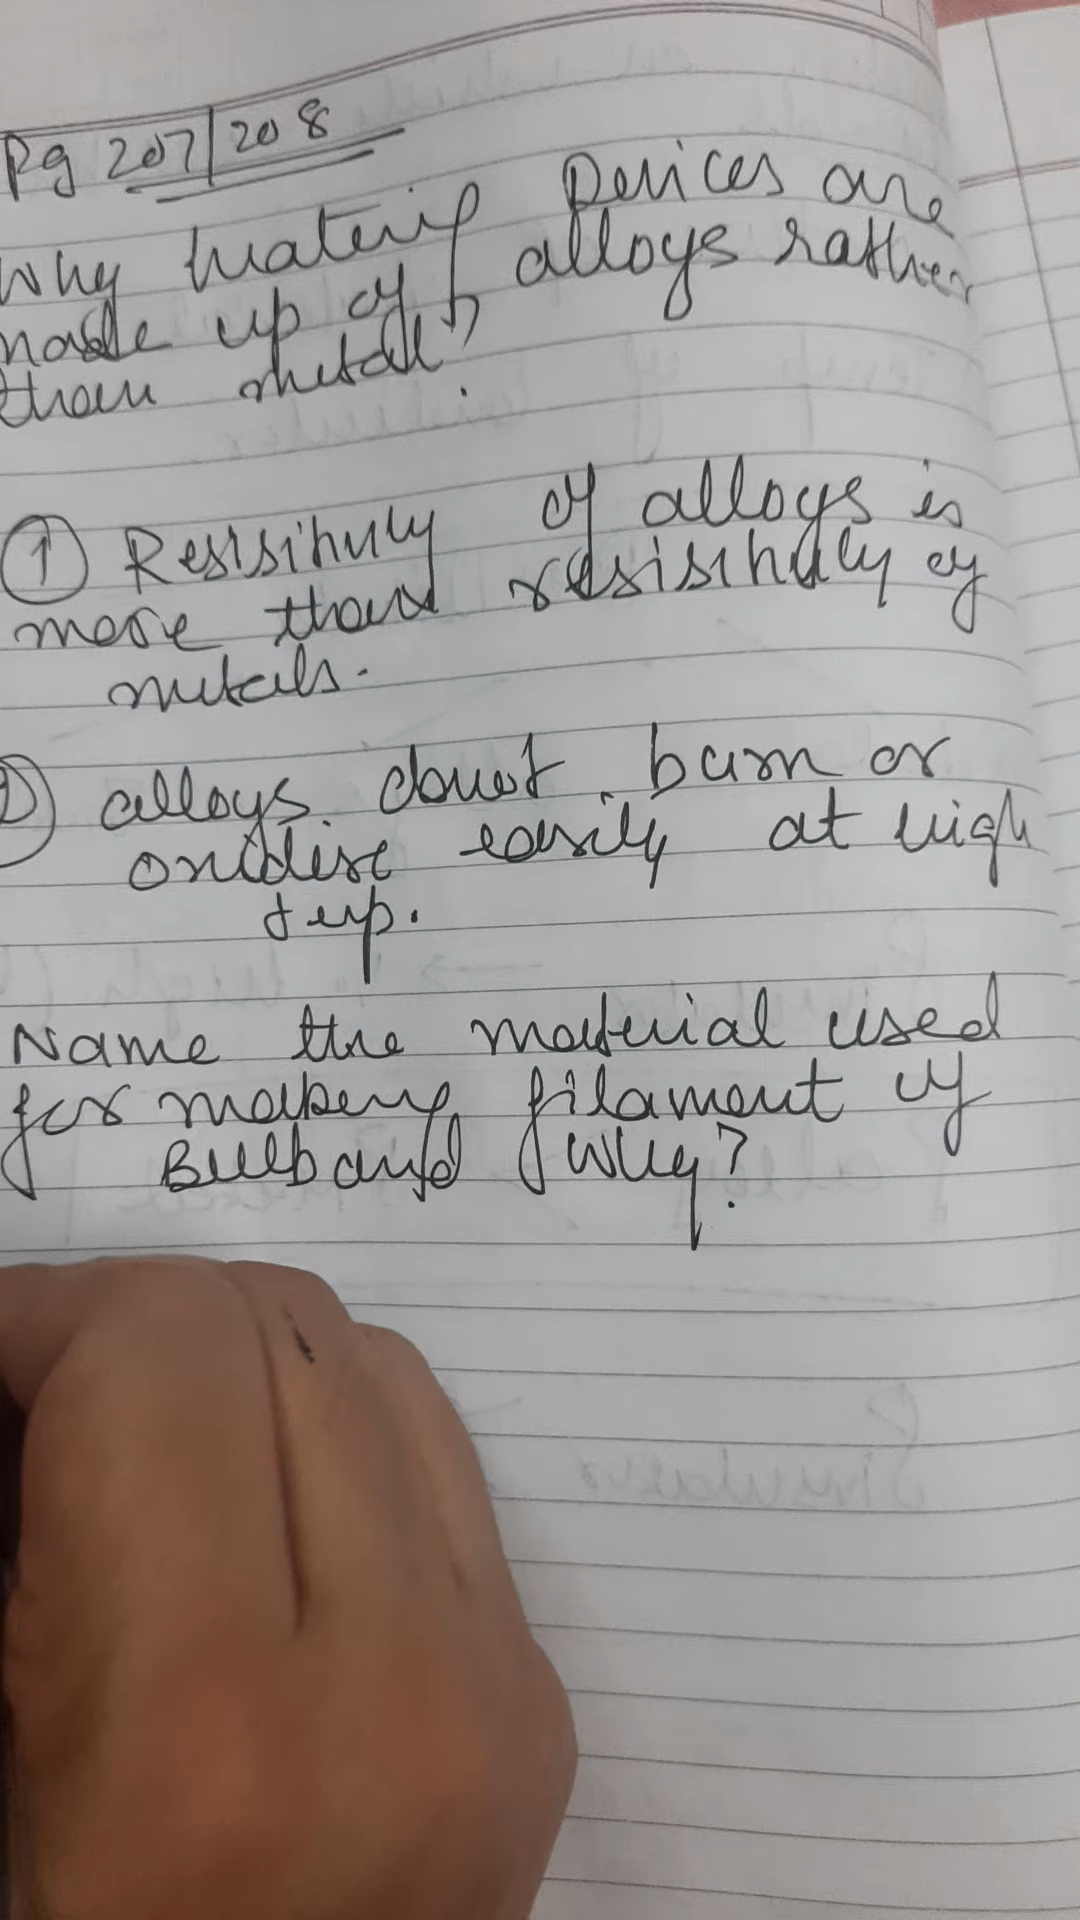 Pg 207/208
Why heating Devices are
made up of alloys rather
than metal?
① Resistivity of alloys is
more than resistivity of
metals.
② alloys donot burn or
oxidise easily at high
temp.
Name the material used
for making filament of
Bulb and why?